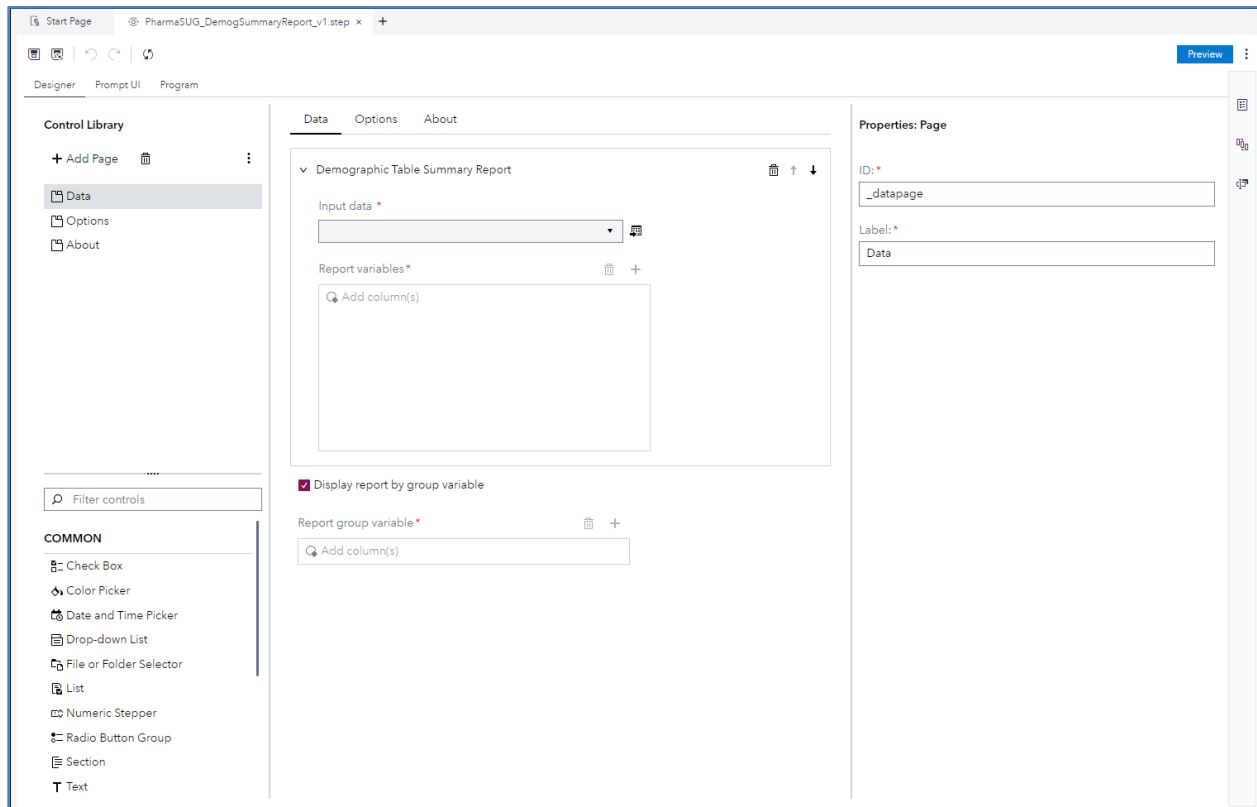 Start Page
PharmaSUG_DemogSummaryReport_v1.step × +
Preview
Designer Prompt UI Program
Control Library
+ Add Page
Data
Options
About
Filter controls
COMMON
Check Box
Color Picker
Date and Time Picker
Drop-down List
File or Folder Selector
List
Numeric Stepper
Radio Button Group
Section
Text
Data Options About
Demographic Table Summary Report
Input data *
Report variables*
Add column(s)
Display report by group variable
Report group variable*
Add column(s)
Properties: Page
ID:*
_datapage
Label:*
Data